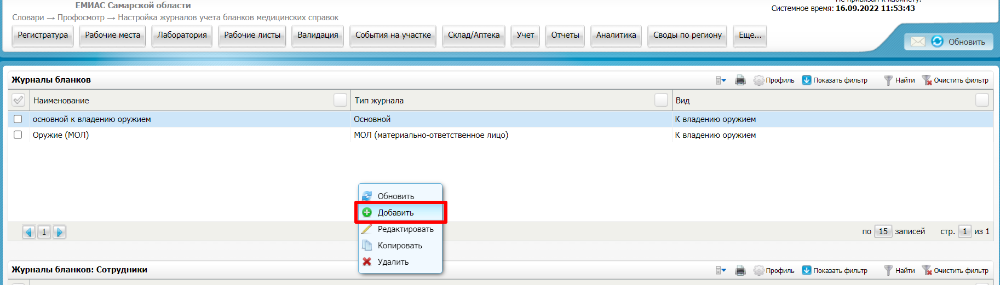 ЕМИАС Самарской области
Не привязан к кабинету.
Системное время: 16.09.2022 11:53:43
Словари → Профосмотр → Настройка журналов учета бланков медицинских справок
Регистратура Рабочие места Лаборатория Рабочие листы Валидация События на участке Склад/Аптека Учет Отчеты Аналитика Своды по региону Еще...
Обновить
Журналы бланков
Профиль Показать фильтр Найти Очистить фильтр
Наименование Тип журнала Вид
основной к владению оружием Основной К владению оружием
Оружие (МОЛ) МОЛ (материально-ответственное лицо) К владению оружием
Обновить
Добавить
Редактировать
Копировать
Удалить
1
по 15 записей стр. 1 из 1
Журналы бланков: Сотрудники
Профиль Показать фильтр Найти Очистить фильтр